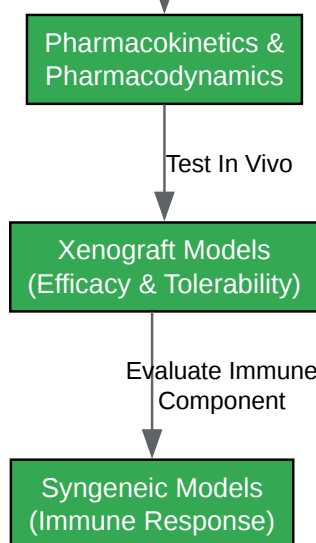 Pharmacokinetics &
Pharmacodynamics
Test In Vivo
Xenograft Models
(Efficacy & Tolerability)
Evaluate Immune
Component
Syngeneic Models
(Immune Response)